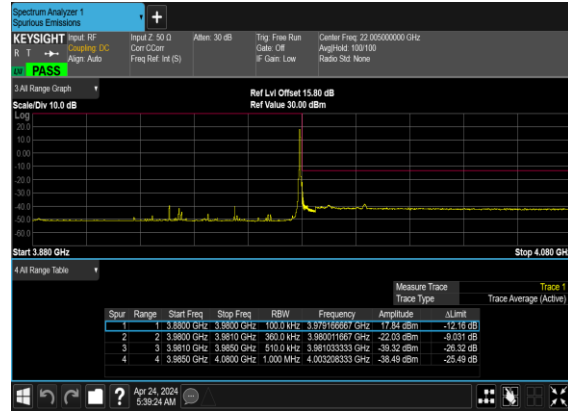 Spectrum Analyzer 1
Spurious Emissions
KEYSIGHT Input: RF Input Z: 50 Ω Atten: 30 dB Trig: Free Run Center Freq: 22.005000000 GHz
R T Coupling: DC Corr CCorr Gate: Off Avg|Hold: 100/100
Align: Auto Freq Ref: Int (S) IF Gain: Low Radio Std: None
PASS
3 All Range Graph
Ref Lvl Offset 15.80 dB
Scale/Div 10.0 dB Ref Value 30.00 dBm
Log
20.0
10.0
0.00
-10.0
-20.0
-30.0
-40.0
-50.0
-60.0
Start 3.880 GHz Stop 4.080 GHz
4 All Range Table
Measure Trace Trace 1
Trace Type Trace Average (Active)
Spur Range Start Freq Stop Freq RBW Frequency Amplitude ΔLimit
1 1 3.8800 GHz 3.9800 GHz 100.0 kHz 3.979166667 GHz 17.84 dBm -12.16 dB
2 2 3.9800 GHz 3.9810 GHz 360.0 kHz 3.980011667 GHz -22.03 dBm -9.031 dB
3 3 3.9810 GHz 3.9850 GHz 510.0 kHz 3.981033333 GHz -39.32 dBm -26.32 dB
4 4 3.9850 GHz 4.0800 GHz 1.000 MHz 4.003208333 GHz -38.49 dBm -25.49 dB
Apr 24, 2024
5:39:24 AM